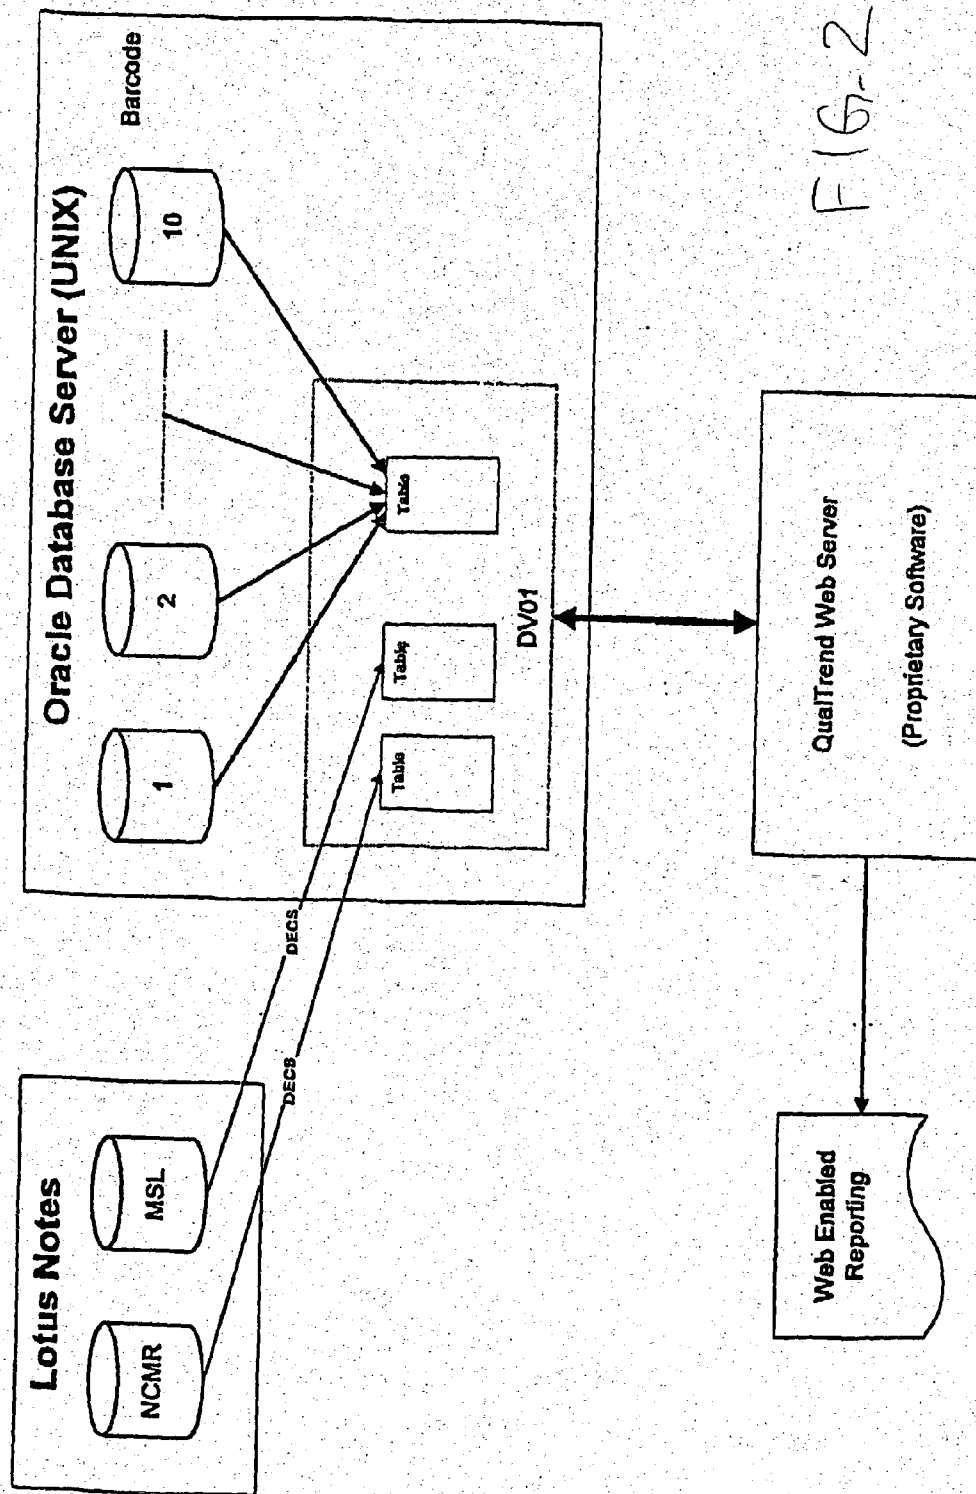 Lotus Notes
NCMR
MSL
DECS
DECS
Oracle Database Server (UNIX)
1
2
10
Barcode
Table
Table
Table
DV01
Web Enabled
Reporting
QualTrend Web Server
(Proprietary Software)
FIG-2